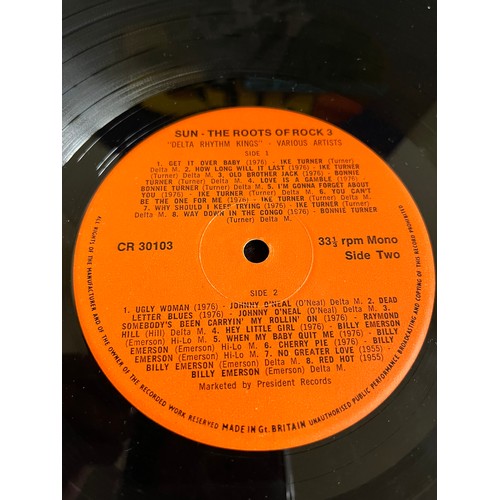 SUN - THE ROOTS OF ROCK 3
"DELTA RHYTHM KINGS" - VARIOUS ARTISTS
SIDE 1
1. GET IT OVER BABY (1976) - IKE TURNER (Turner)
Delta M. 2. HOW LONG WILL IT LAST (1976) - IKE TURNER
(Turner) Delta M. 3. OLD BROTHER JACK (1976) - BONNIE
TURNER (Turner) Delta M. 4. LOVE IS A GAMBLE (1976) -
BONNIE TURNER (Turner) Delta M. 5. I'M GONNA FORGET ABOUT
YOU (1976) - IKE TURNER (Turner) Delta M. 6. YOU CAN'T
BE THE ONE FOR ME (1976) - IKE TURNER (Turner) Delta M.
7. WHY SHOULD I KEEP TRYING (1976) - IKE TURNER (Turner)
Delta M. 8. WAY DOWN IN THE CONGO (1976) - BONNIE TURNER
(Turner) Delta M.
CR 30103
33⅓ rpm Mono
Side Two
SIDE 2
1. UGLY WOMAN (1976) - JOHNNY O'NEAL (O'Neal) Delta M. 2. DEAD
LETTER BLUES (1976) - JOHNNY O'NEAL (O'Neal) Delta M. 3.
SOMEBODY'S BEEN CARRYIN' MY ROLLIN' ON (1976) - RAYMOND
HILL (Hill) Delta M. 4. HEY LITTLE GIRL (1976) - BILLY EMERSON
(Emerson) Hi-Lo M. 5. WHEN MY BABY QUIT ME (1976) - BILLY
EMERSON (Emerson) Hi-Lo M. 6. CHERRY PIE (1976) - BILLY
EMERSON (Emerson) Hi-Lo M. 7. NO GREATER LOVE (1955) -
BILLY EMERSON (Emerson) Delta M. 8 RED HOT (1955) -
BILLY EMERSON (Emerson) Delta M.
Marketed by President Records
ALL RIGHTS OF THE MANUFACTURER AND OF THE OWNER OF THE RECORDED WORK RESERVED MADE IN Gt. BRITAIN UNAUTHORISED PUBLIC PERFORMANCE BROADCASTING AND COPYING OF THIS RECORD PROHIBITED